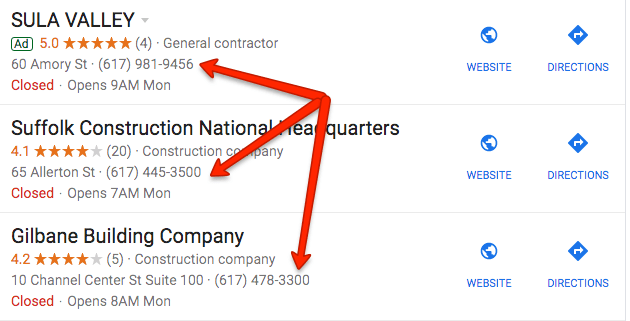 SULA VALLEY
Ad 5.0 (4) · General contractor
60 Amory St · (617) 981-9456
Closed · Opens 9AM Mon
WEBSITE DIRECTIONS
Suffolk Construction National Headquarters
4.1 (20) · Construction company
65 Allerton St · (617) 445-3500
Closed · Opens 7AM Mon
WEBSITE DIRECTIONS
Gilbane Building Company
4.2 (5) · Construction company
10 Channel Center St Suite 100 · (617) 478-3300
Closed · Opens 8AM Mon
WEBSITE DIRECTIONS